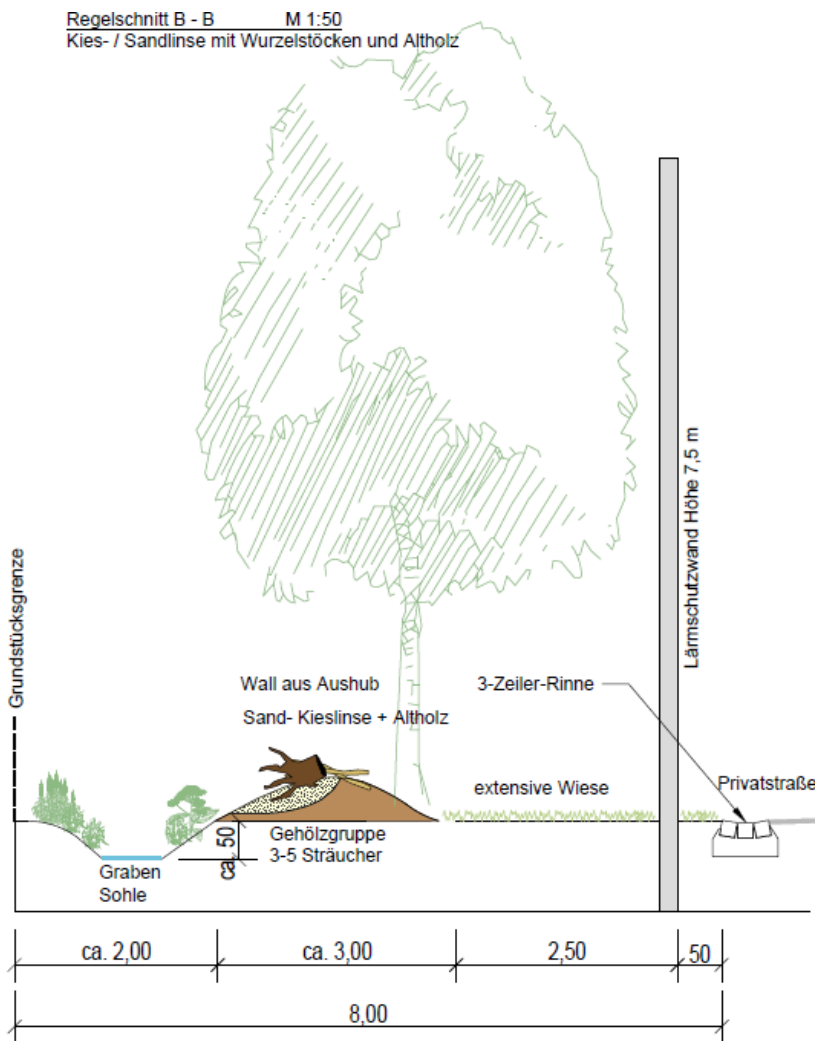 Regelschnitt B - B M 1:50
Kies- / Sandlinse mit Wurzelstöcken und Altholz
Lärmschutzwand Höhe 7,5 m
Grundstücksgrenze
Wall aus Aushub
Sand- Kieslinse + Altholz
3-Zeiler-Rinne
extensive Wiese
Privatstraße
ca. 50
Gehölzgruppe
3-5 Sträucher
Graben
Sohle
ca. 2,00
ca. 3,00
2,50
50
8,00